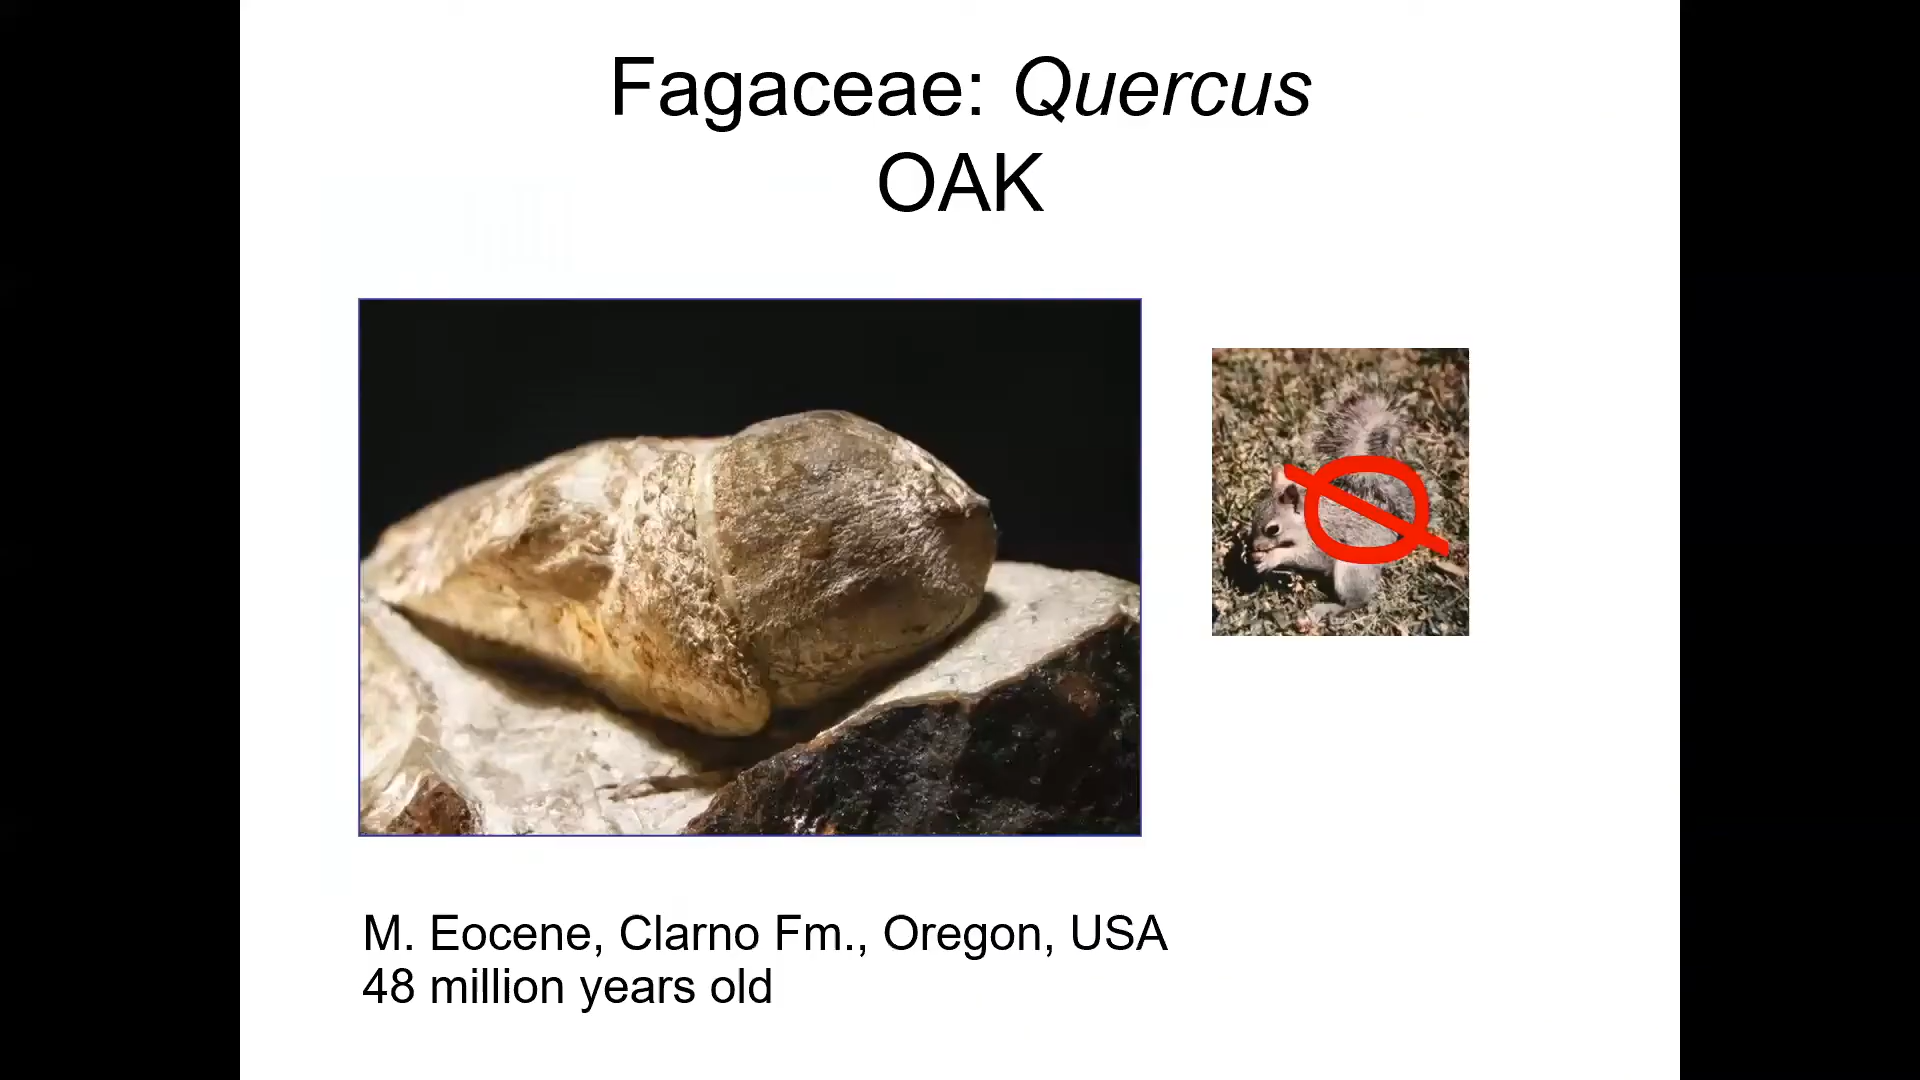 Fagaceae: Quercus
OAK
M. Eocene, Clarno Fm., Oregon, USA
48 million years old